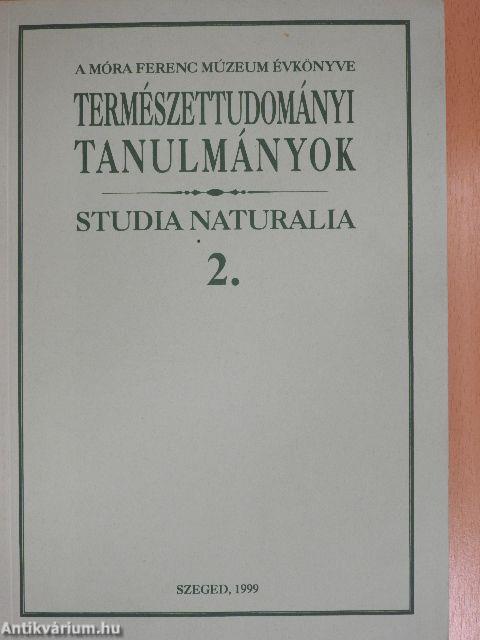 A MÓRA FERENC MÚZEUM ÉVKÖNYVE
TERMÉSZETTUDOMÁNYI
TANULMÁNYOK
STUDIA NATURALIA
2.
SZEGED, 1999
Antikvárium.hu